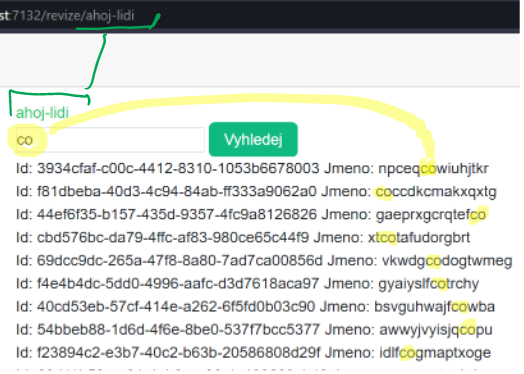 st:7132/revize/ahoj-lidi
ahoj-lidi
co Vyhledej
Id: 3934cfaf-c00c-4412-8310-1053b6678003 Jmeno: npceqcowiuhjtkr
Id: f81dbeba-40d3-4c94-84ab-ff333a9062a0 Jmeno: coccdkcmakxqxtg
Id: 44ef6f35-b157-435d-9357-4fc9a8126826 Jmeno: gaeprxgcrqtefco
Id: cbd576bc-da79-4ffc-af83-980ce65c44f9 Jmeno: xtcotafudorgbrt
Id: 69dcc9dc-265a-47f8-8a80-7ad7ca00856d Jmeno: vkwdgcodogtwmeg
Id: f4e4b4dc-5dd0-4996-aafc-d3d7618aca97 Jmeno: gyaiyslfcotrchy
Id: 40cd53eb-57cf-414e-a262-6f5fd0b03c90 Jmeno: bsvguhwajfcowba
Id: 54bbeb88-1d6d-4f6e-8be0-537f7bcc5377 Jmeno: awwyjvyisjqcopu
Id: f23894c2-e3b7-40c2-b63b-20586808d29f Jmeno: idlfcogmaptxoge